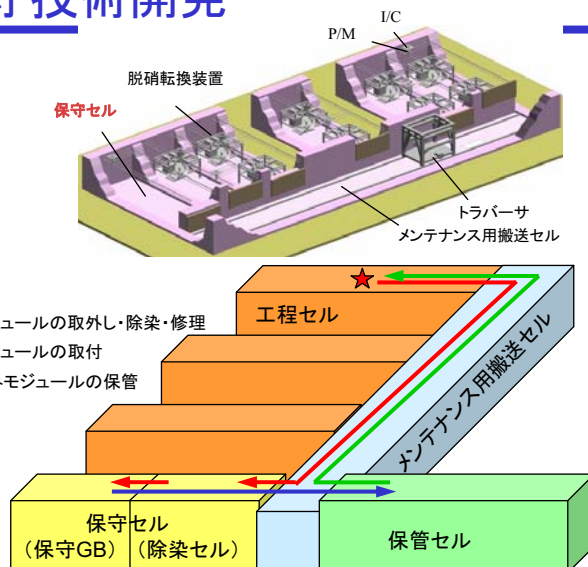 守技術開発
I/C
P/M
脱硝転換装置
保守セル
トラバーサ
メンテナンス用搬送セル
工程セル
ュールの取外し・除染・修理
ュールの取付
モジュールの保管
メンテナンス用搬送セル
保守セル
（保守GB）
（除染セル）
保管セル